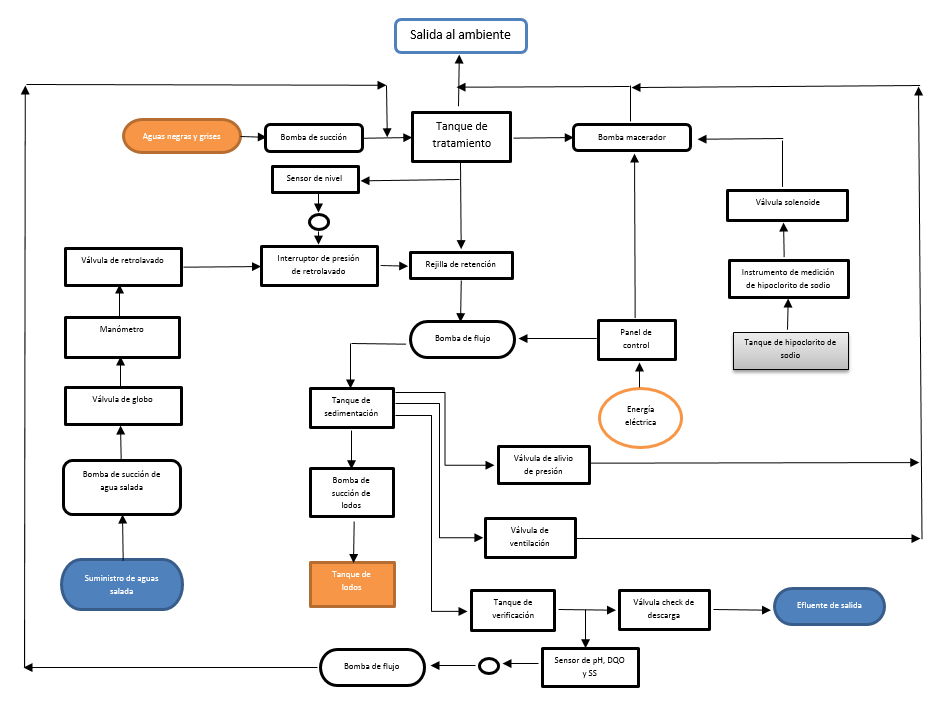 Salida al ambiente
Aguas negras y grises
Bomba de succión
Tanque de
tratamiento
Bomba macerador
Sensor de nivel
Válvula solenoide
Válvula de retrolavado
Interruptor de presión
de retrolavado
Rejilla de retención
Instrumento de medición
de hipoclorito de sodio
Manómetro
Bomba de flujo
Panel de
control
Tanque de hipoclorito de
sodio
Válvula de globo
Tanque de
sedimentación
Energía
eléctrica
Bomba de succión de
agua salada
Bomba de
succión de
lodos
Válvula de alivio
de presión
Válvula de
ventilación
Suministro de aguas
salada
Tanque de
lodos
Tanque de
verificación
Válvula check de
descarga
Efluente de salida
Bomba de flujo
Sensor de pH, DQO
y SS